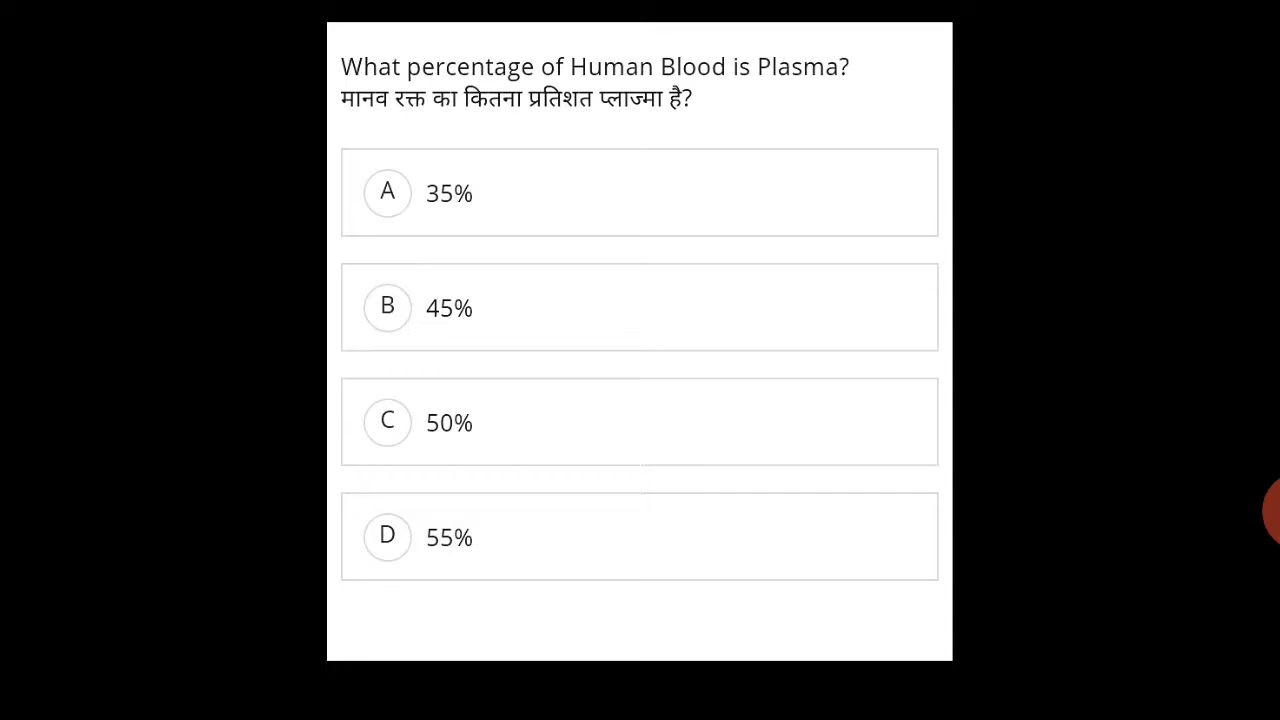 What percentage of Human Blood is Plasma?
मानव रक्त का कितना प्रतिशत प्लाज्मा है?
A 35%
B 45%
C 50%
D 55%